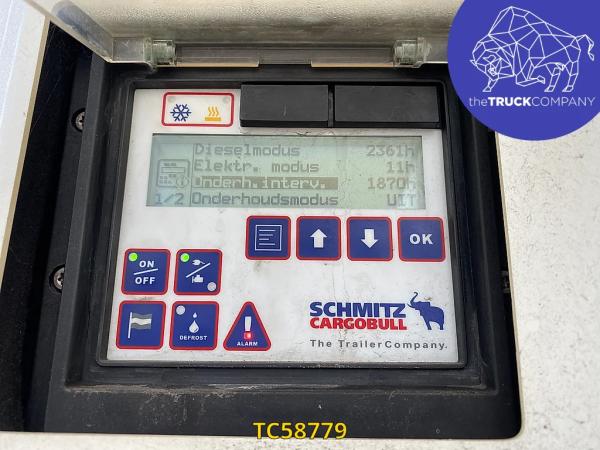 theTRUCKCOMPANY
Dieselmodus 2361h
Elektr. modus 11h
Onderh.interv. 1870h
1/2 Onderhoudsmodus UIT
OK
ON
OFF
DEFROST
ALARM
SCHMITZ
CARGOBULL
The TrailerCompany.
TC58779